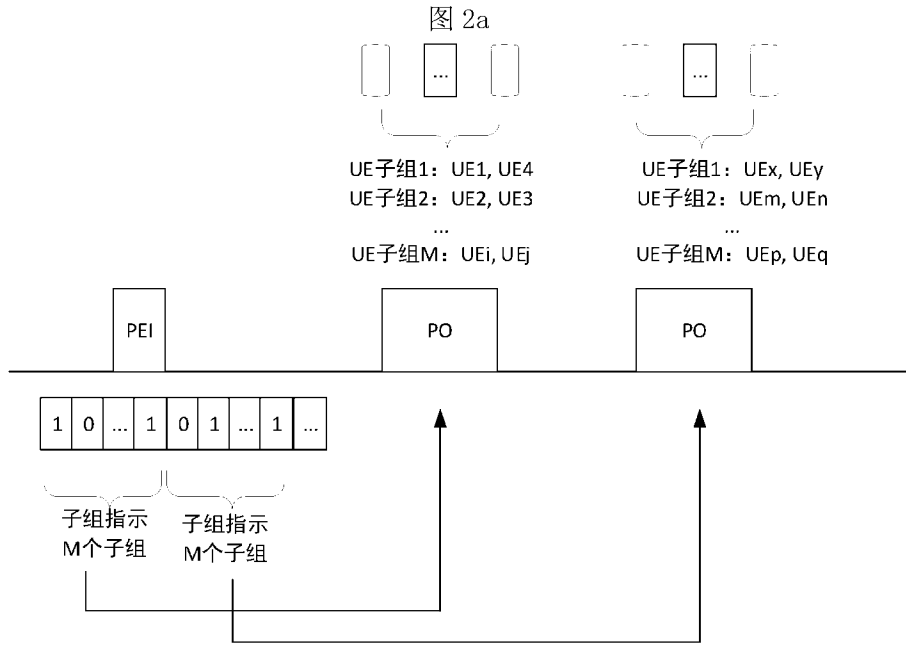 图 2a
...
...
UE子组1：UE1, UE4
UE子组2：UE2, UE3
...
UE子组M：UEi, UEj
UE子组1：UEx, UEy
UE子组2：UEm, UEn
...
UE子组M：UEp, UEq
PEI
PO
PO
1 0 ... 1 0 1 ... 1 ...
子组指示
M个子组
子组指示
M个子组